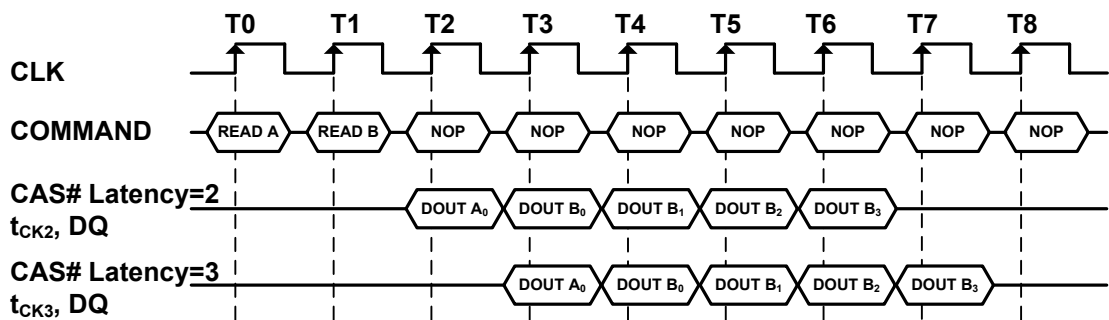 T0 T1 T2 T3 T4 T5 T6 T7 T8
CLK
COMMAND READ A READ B NOP NOP NOP NOP NOP NOP NOP
CAS# Latency=2
tCK2, DQ DOUT A0 DOUT B0 DOUT B1 DOUT B2 DOUT B3
CAS# Latency=3
tCK3, DQ DOUT A0 DOUT B0 DOUT B1 DOUT B2 DOUT B3